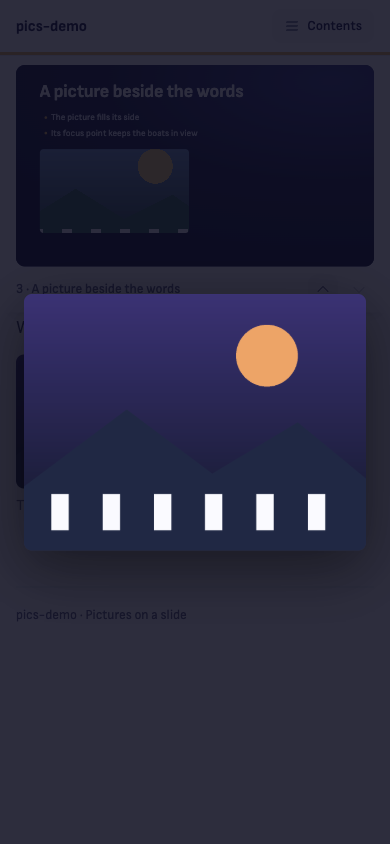 pics-demo
Contents
A picture beside the words
• The picture fills its side
• Its focus point keeps the boats in view
3 · A picture beside the words
pics-demo · Pictures on a slide